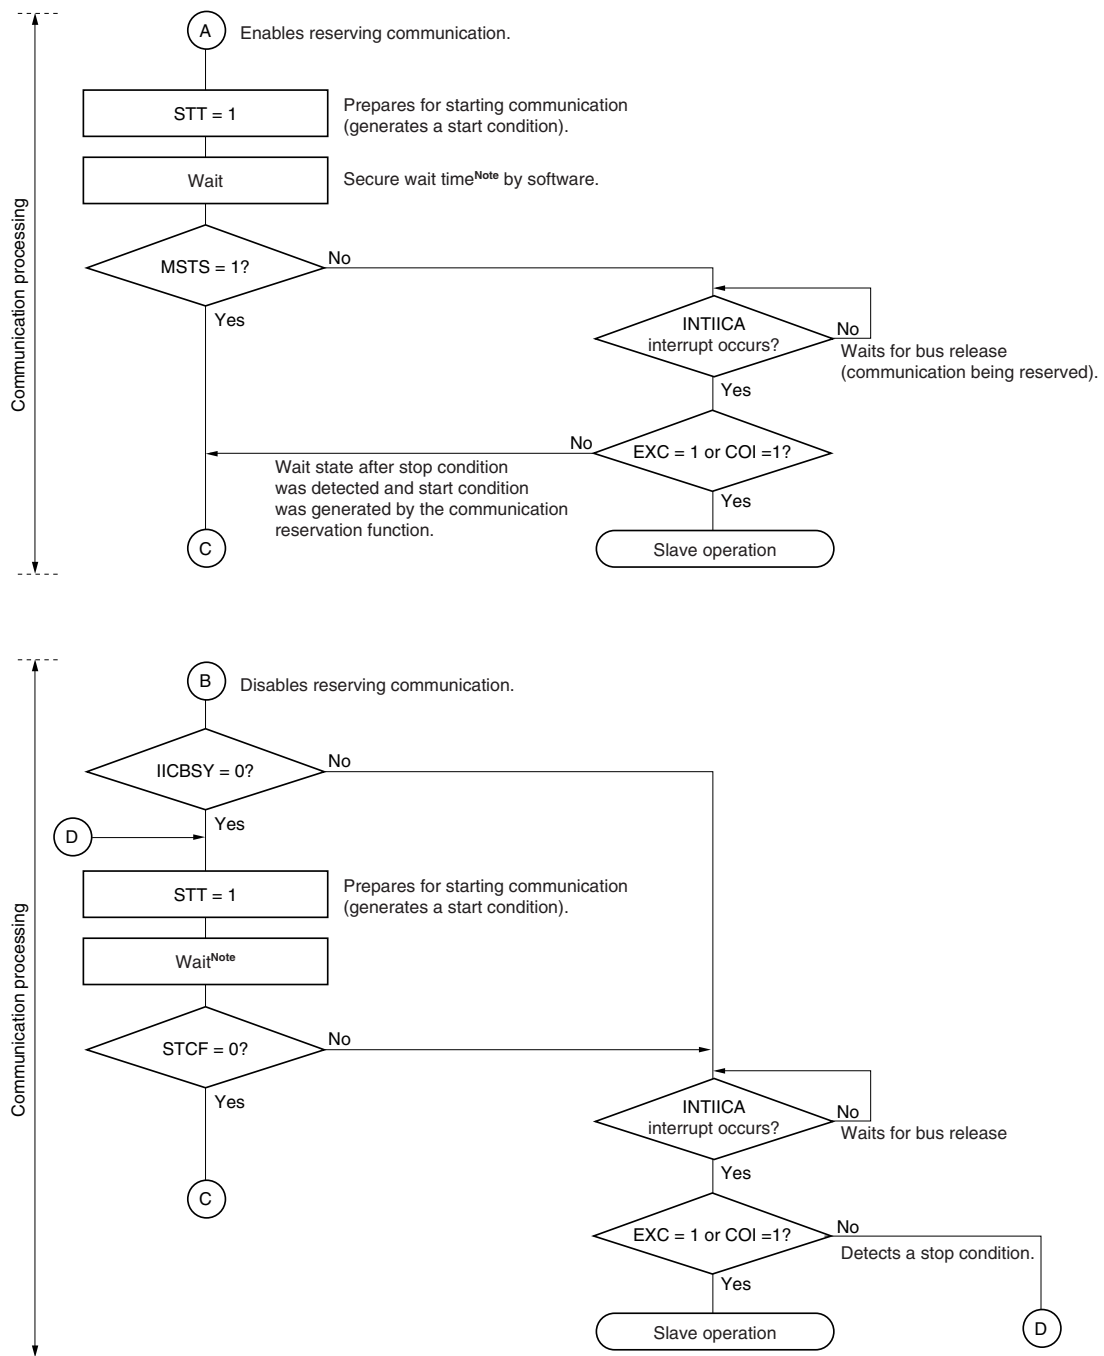 A
Enables reserving communication.
STT = 1
Prepares for starting communication
(generates a start condition).
Wait
Secure wait timeNote by software.
MSTS = 1?
No
Yes
INTIICA
interrupt occurs?
No
Waits for bus release
(communication being reserved).
Yes
EXC = 1 or COI =1?
No
Wait state after stop condition
was detected and start condition
was generated by the communication
reservation function.
Yes
C
Slave operation
Communication processing
B
Disables reserving communication.
IICBSY = 0?
No
Yes
D
STT = 1
Prepares for starting communication
(generates a start condition).
WaitNote
STCF = 0?
No
Yes
INTIICA
interrupt occurs?
No
Waits for bus release
Yes
C
EXC = 1 or COI =1?
No
Detects a stop condition.
Yes
Slave operation
D
Communication processing